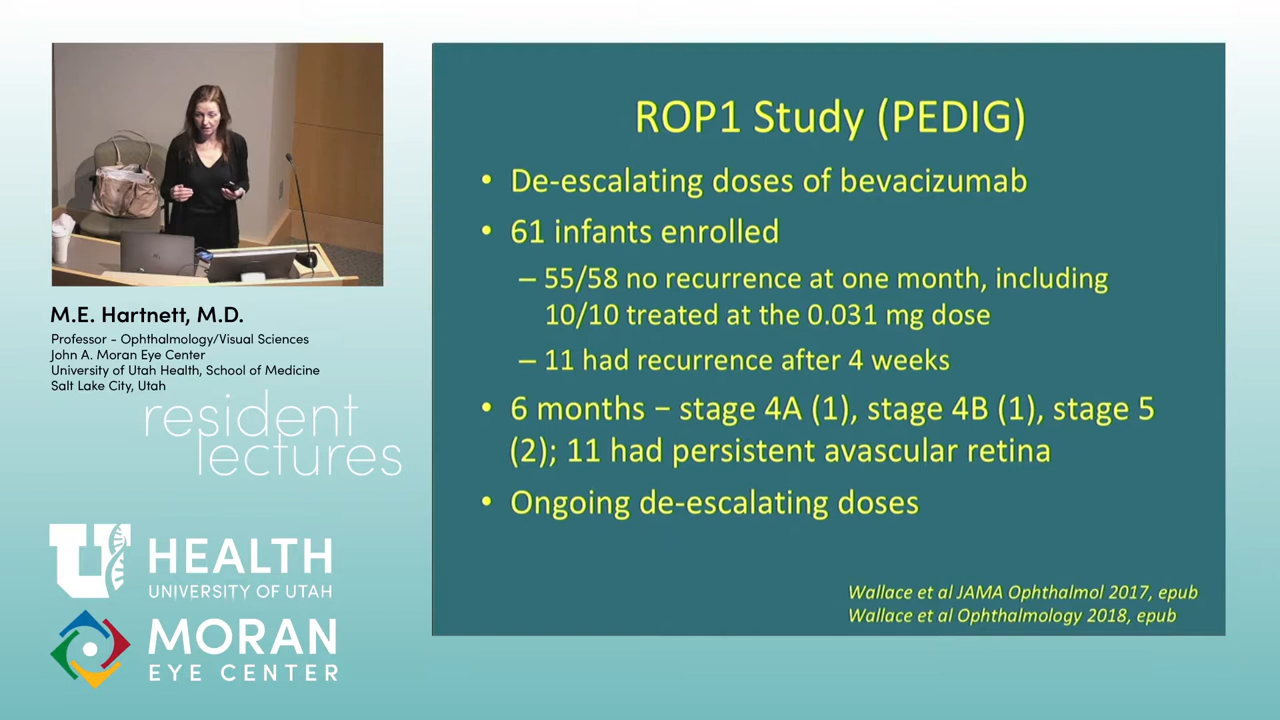 ROP1 Study (PEDIG)
• De-escalating doses of bevacizumab
• 61 infants enrolled
– 55/58 no recurrence at one month, including
10/10 treated at the 0.031 mg dose
– 11 had recurrence after 4 weeks
• 6 months – stage 4A (1), stage 4B (1), stage 5
(2); 11 had persistent avascular retina
• Ongoing de-escalating doses
Wallace et al JAMA Ophthalmol 2017, epub
Wallace et al Ophthalmology 2018, epub
M.E. Hartnett, M.D.
Professor - Ophthalmology/Visual Sciences
John A. Moran Eye Center
University of Utah Health, School of Medicine
Salt Lake City, Utah
resident
lectures
U HEALTH
UNIVERSITY OF UTAH
MORAN
EYE CENTER